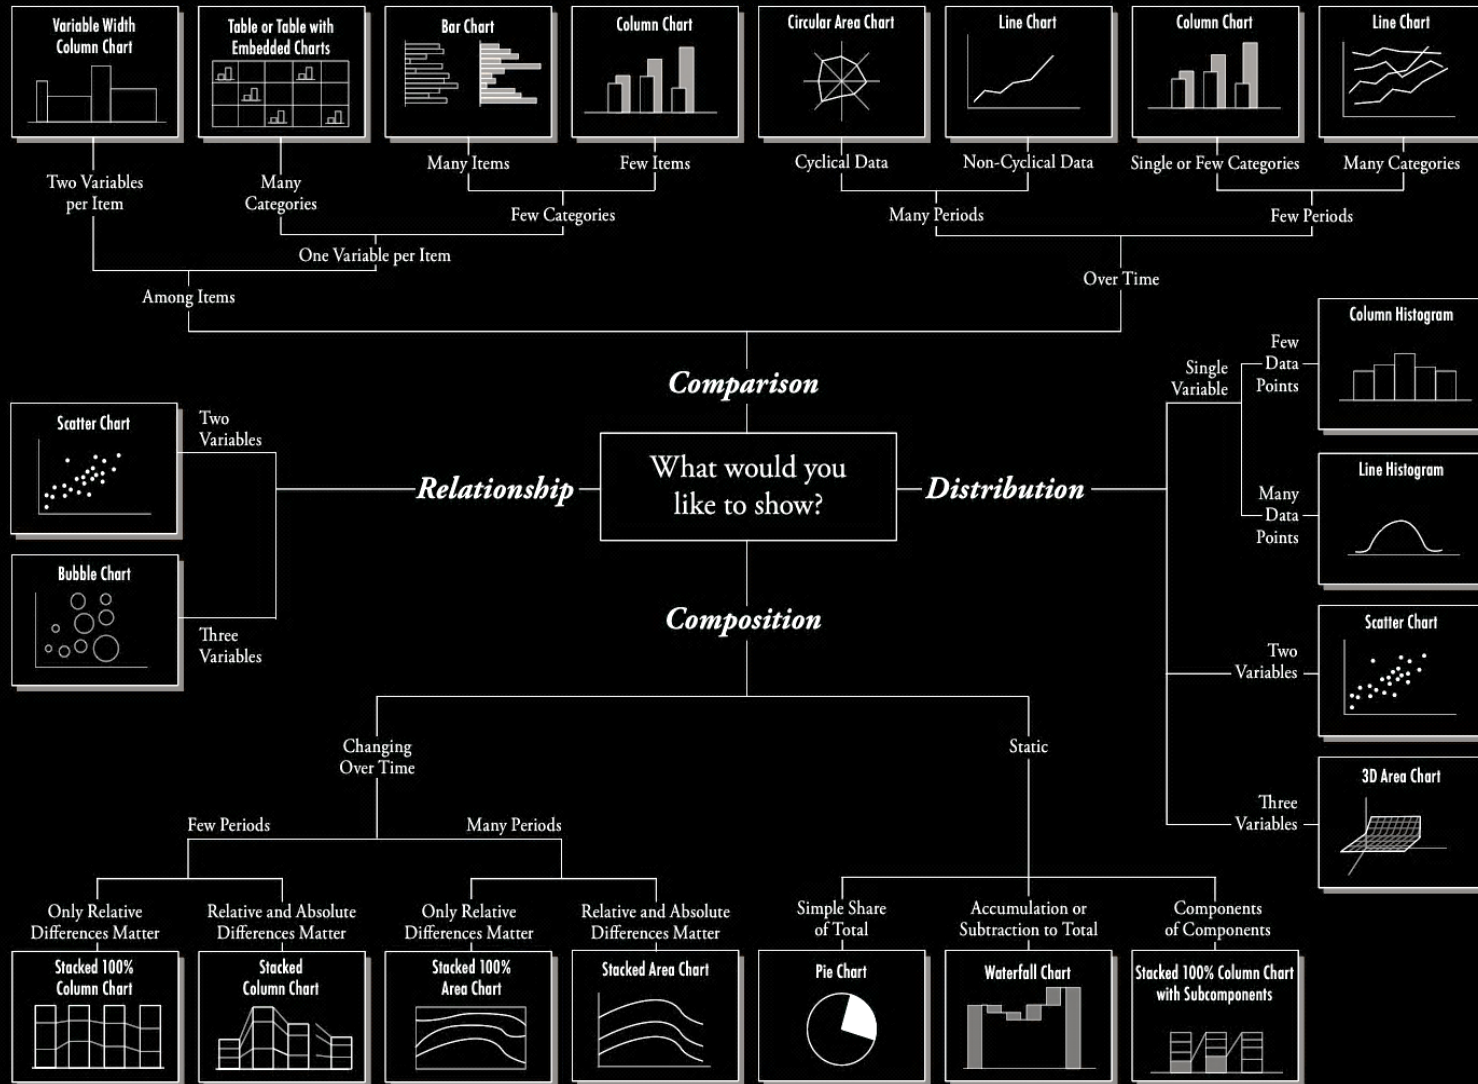 Variable Width
Column Chart
Table or Table with
Embedded Charts
Bar Chart
Column Chart
Circular Area Chart
Line Chart
Column Chart
Line Chart
Two Variables
per Item
Many
Categories
Many Items
Few Items
Cyclical Data
Non-Cyclical Data
Single or Few Categories
Many Categories
Few Categories
Many Periods
Few Periods
One Variable per Item
Among Items
Over Time
Comparison
What would you
like to show?
Relationship
Two
Variables
Scatter Chart
Three
Variables
Bubble Chart
Distribution
Single
Variable
Few
Data
Points
Column Histogram
Many
Data
Points
Line Histogram
Two
Variables
Scatter Chart
Three
Variables
3D Area Chart
Composition
Changing
Over Time
Static
Few Periods
Many Periods
Only Relative
Differences Matter
Relative and Absolute
Differences Matter
Only Relative
Differences Matter
Relative and Absolute
Differences Matter
Simple Share
of Total
Accumulation or
Subtraction to Total
Components
of Components
Stacked 100%
Column Chart
Stacked
Column Chart
Stacked 100%
Area Chart
Stacked Area Chart
Pie Chart
Waterfall Chart
Stacked 100% Column Chart
with Subcomponents